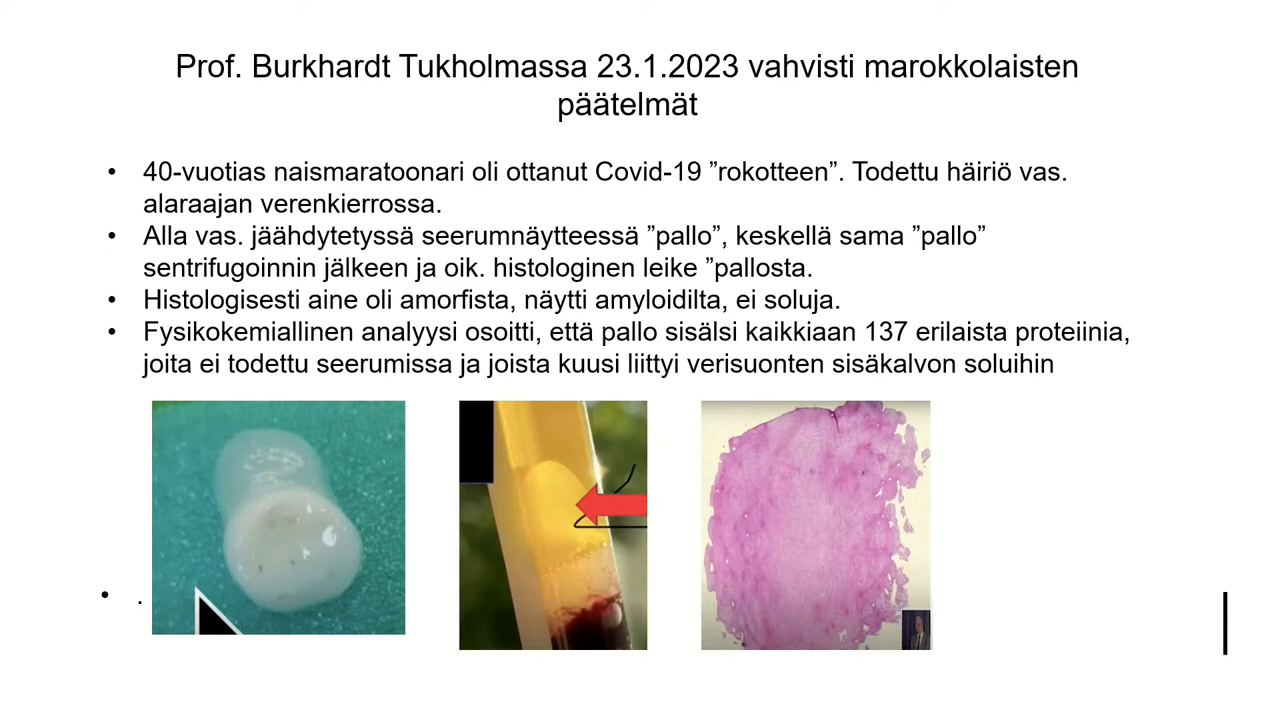 Prof. Burkhardt Tukholmassa 23.1.2023 vahvisti marokkolaisten
päätelmät
• 40-vuotias naismaratoonari oli ottanut Covid-19 ”rokotteen”. Todettu häiriö vas.
alaraajan verenkierrossa.
• Alla vas. jäähdytetyssä seerumnäytteessä ”pallo”, keskellä sama ”pallo”
sentrifugoinnin jälkeen ja oik. histologinen leike ”pallosta.
• Histologisesti aine oli amorfista, näytti amyloidilta, ei soluja.
• Fysikokemiallinen analyysi osoitti, että pallo sisälsi kaikkiaan 137 erilaista proteiinia,
joita ei todettu seerumissa ja joista kuusi liittyi verisuonten sisäkalvon soluihin
• .